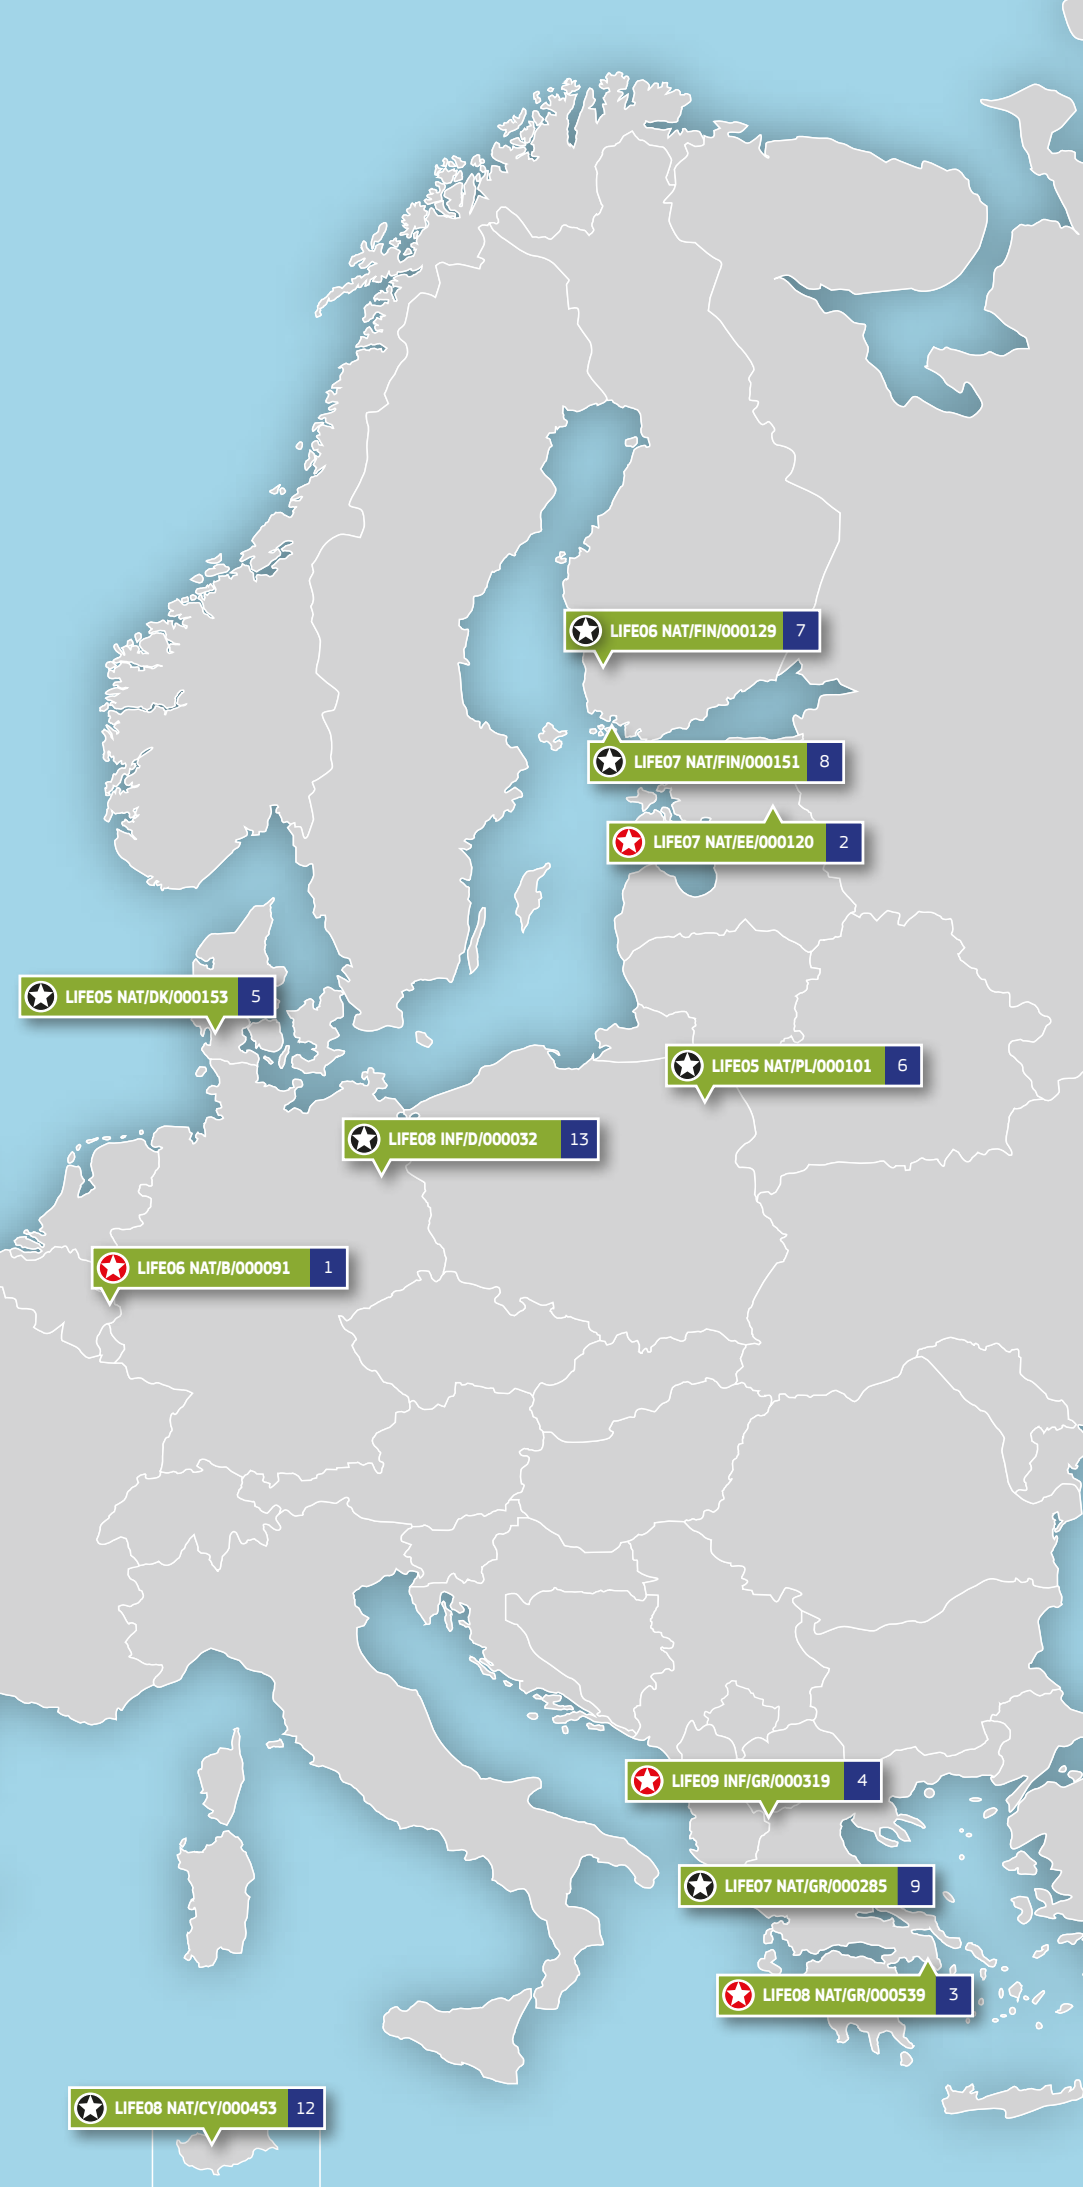 LIFE06 NAT/FIN/000129 7
LIFE07 NAT/FIN/000151 8
LIFE07 NAT/EE/000120 2
LIFE05 NAT/DK/000153 5
LIFE05 NAT/PL/000101 6
LIFE08 INF/D/000032 13
LIFE06 NAT/B/000091 1
LIFE09 INF/GR/000319 4
LIFE07 NAT/GR/000285 9
LIFE08 NAT/GR/000539 3
LIFE08 NAT/CY/000453 12